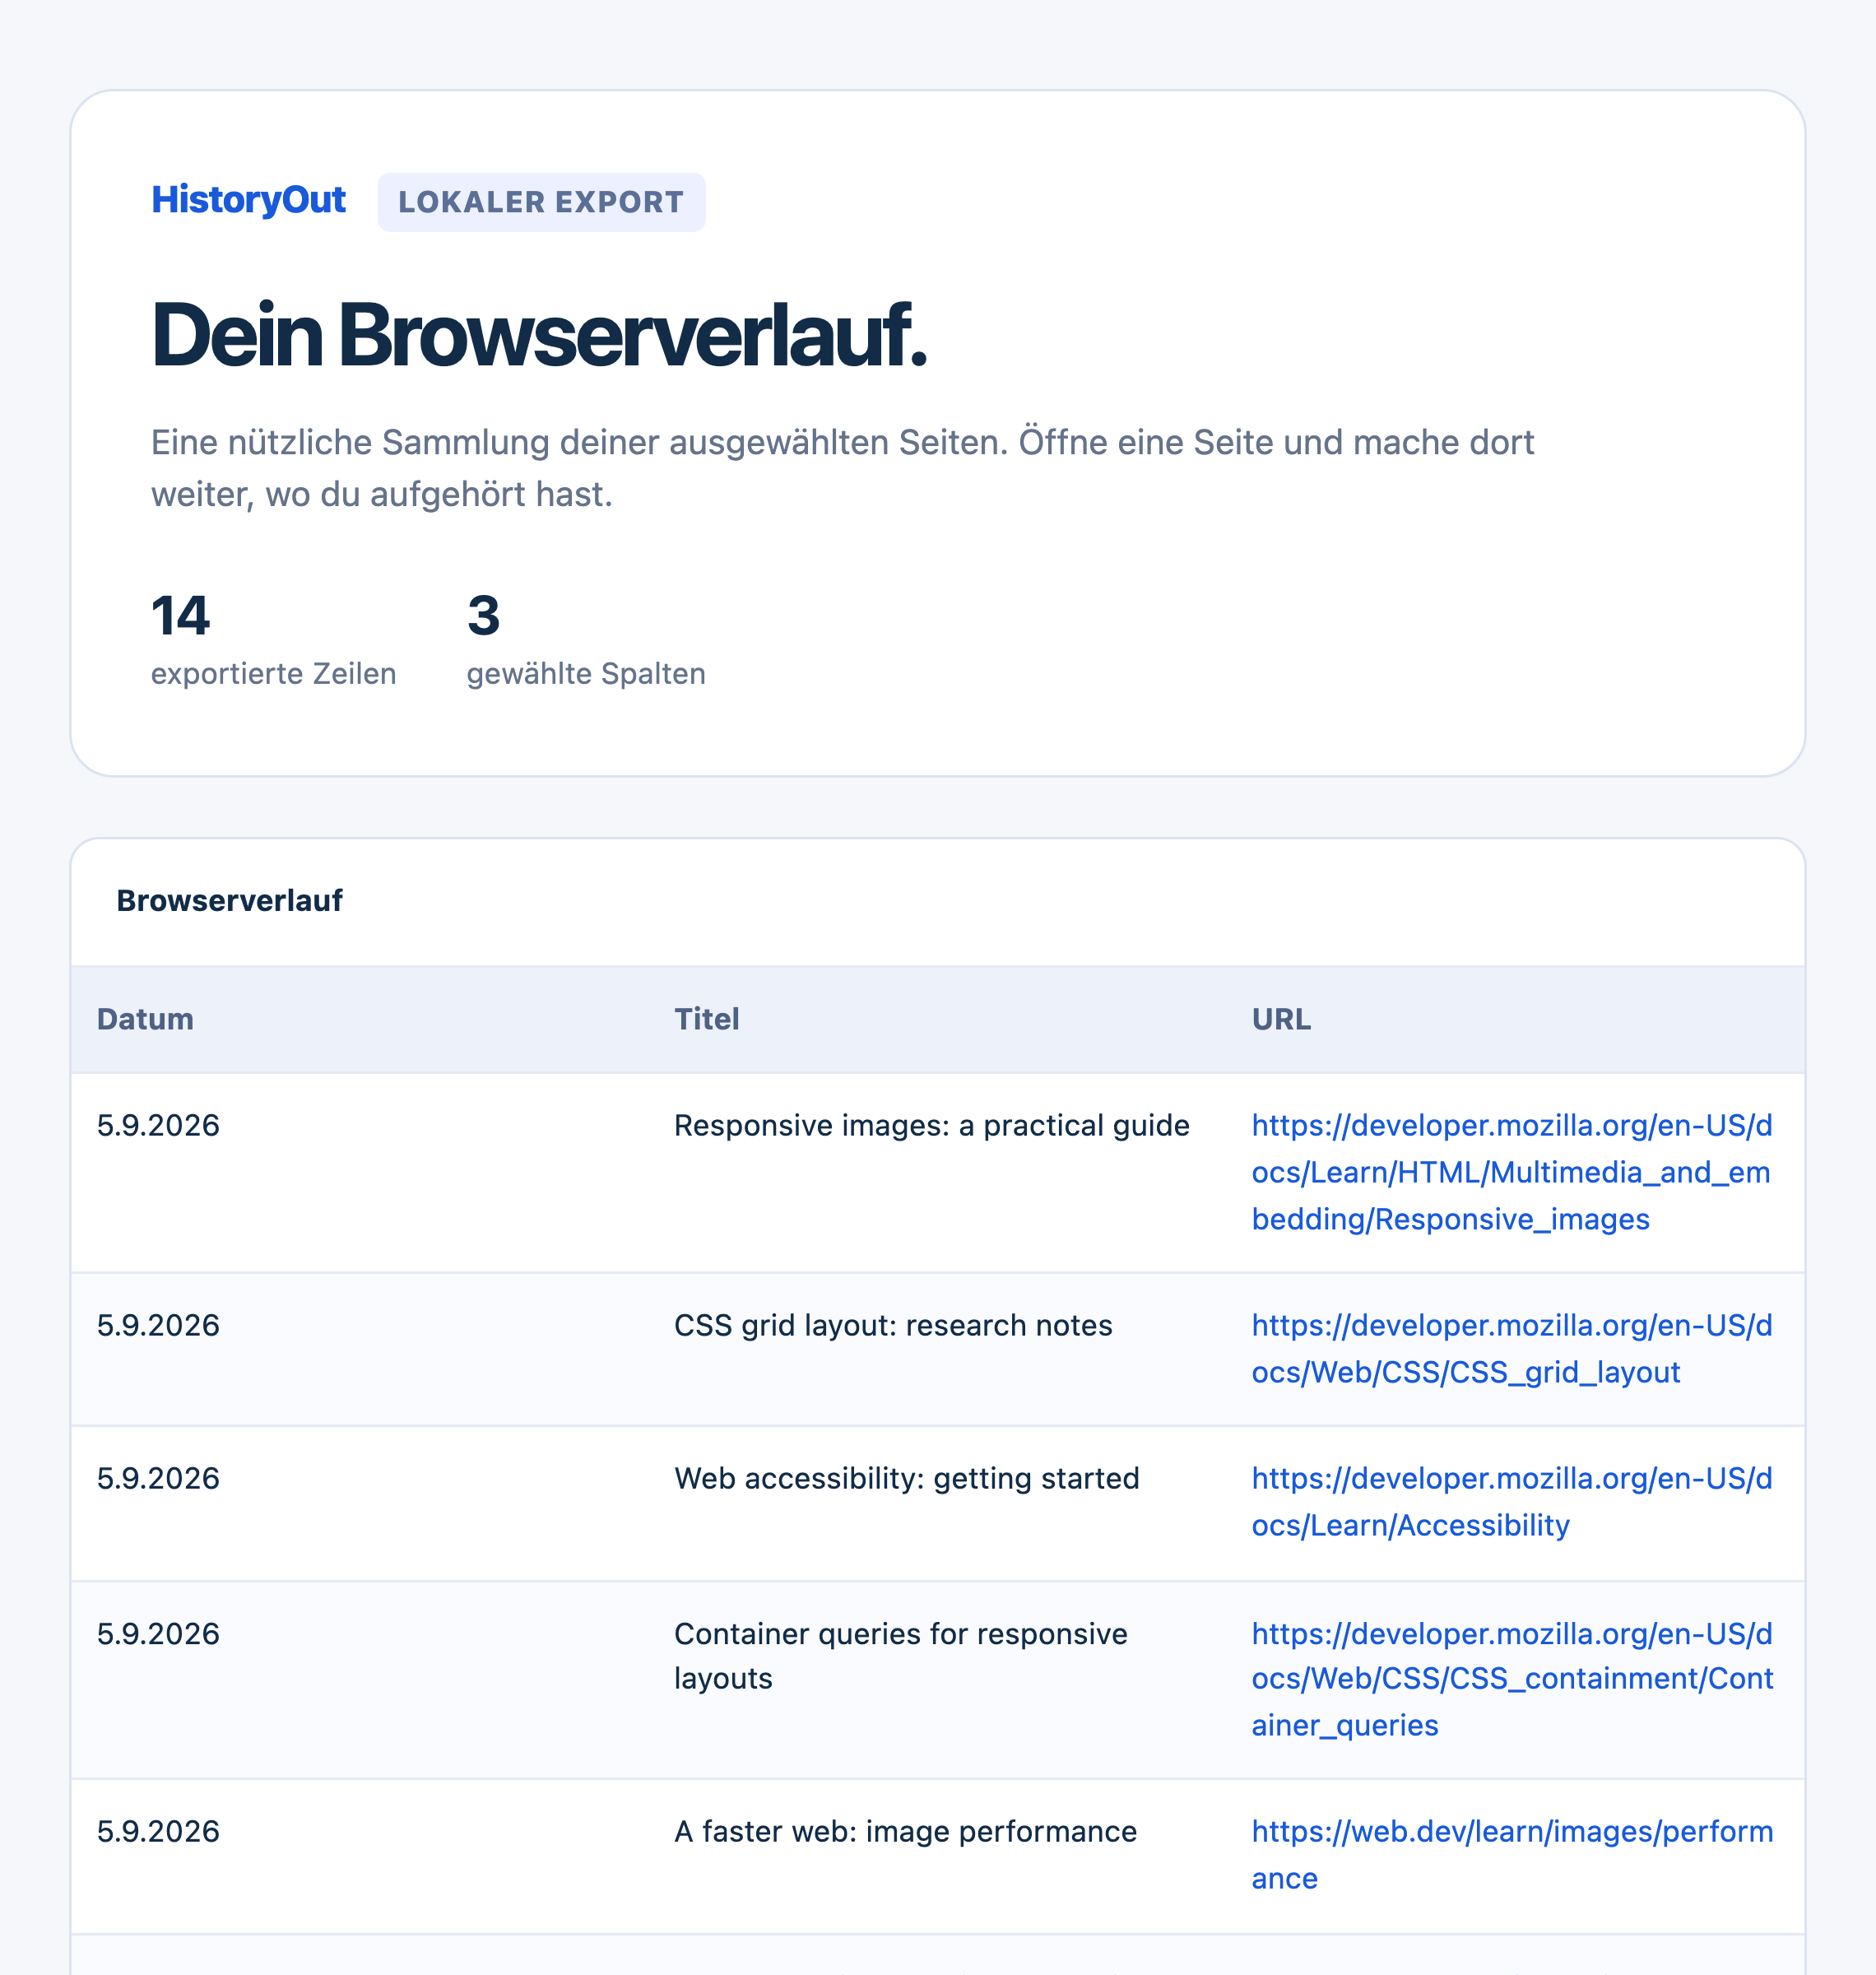 HistoryOut LOKALER EXPORT
Dein Browserverlauf.
Eine nützliche Sammlung deiner ausgewählten Seiten. Öffne eine Seite und mache dort
weiter, wo du aufgehört hast.
14 3
exportierte Zeilen gewählte Spalten
Browserverlauf
Datum Titel URL
5.9.2026 Responsive images: a practical guide https://developer.mozilla.org/en-US/d
ocs/Learn/HTML/Multimedia_and_em
bedding/Responsive_images
5.9.2026 CSS grid layout: research notes https://developer.mozilla.org/en-US/d
ocs/Web/CSS/CSS_grid_layout
5.9.2026 Web accessibility: getting started https://developer.mozilla.org/en-US/d
ocs/Learn/Accessibility
5.9.2026 Container queries for responsive https://developer.mozilla.org/en-US/d
layouts ocs/Web/CSS/CSS_containment/Cont
ainer_queries
5.9.2026 A faster web: image performance https://web.dev/learn/images/perform
ance